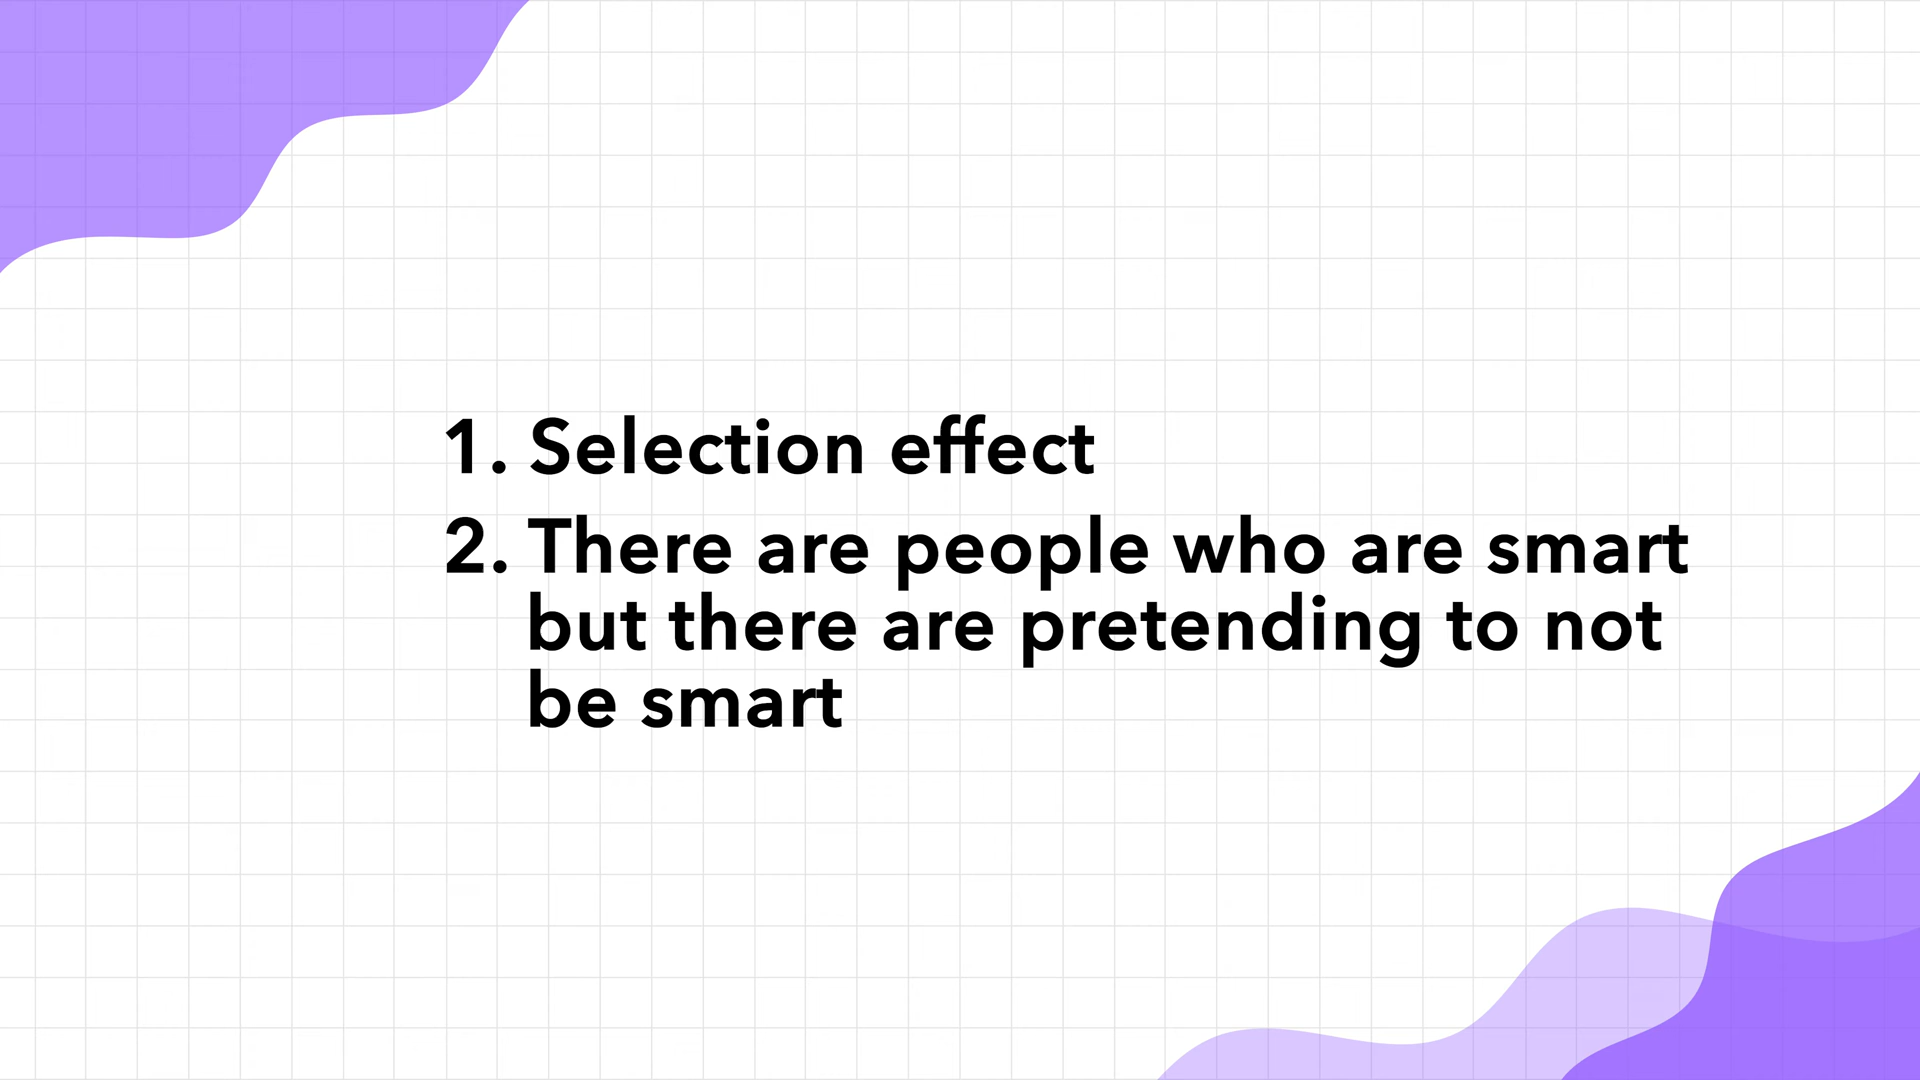 1. Selection effect
2. There are people who are smart
but there are pretending to not
be smart